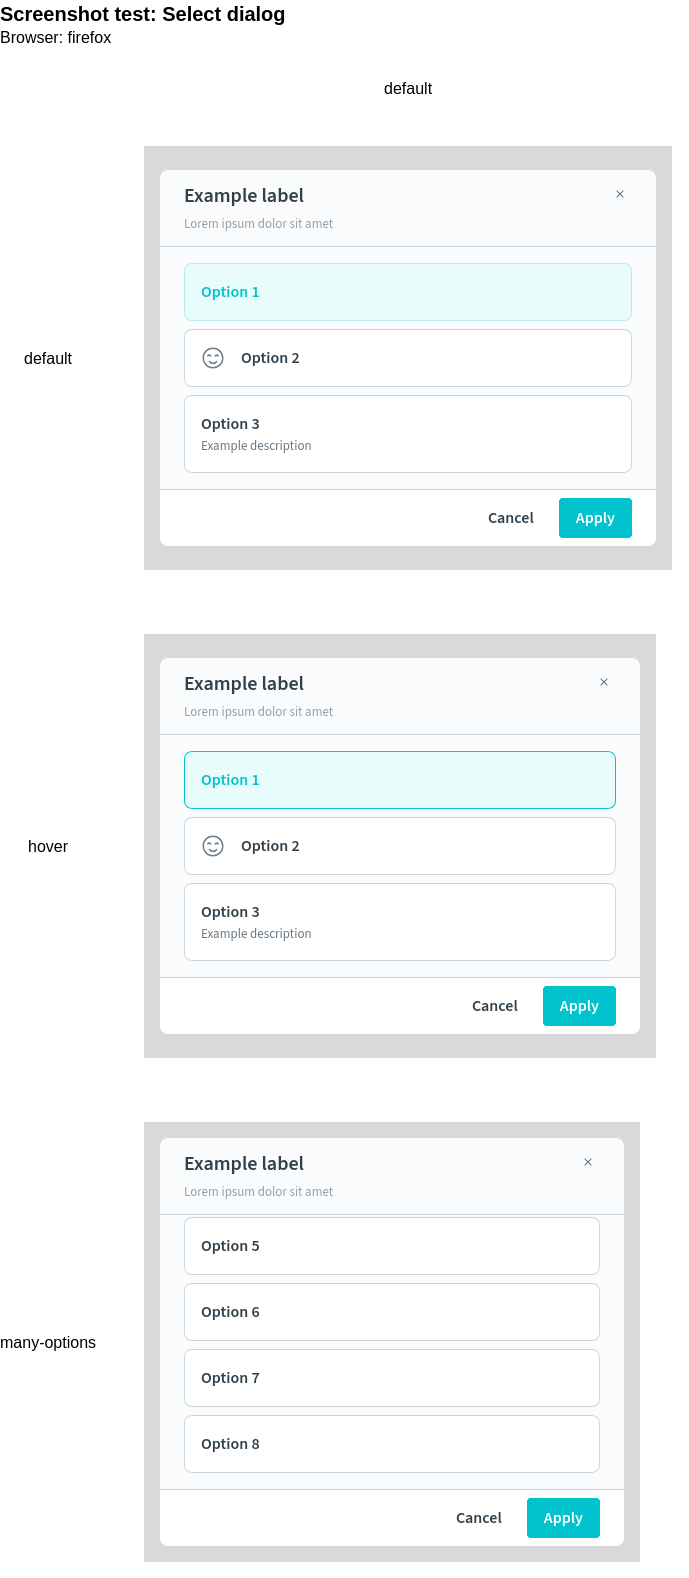 Screenshot test: Select dialog
Browser: firefox
default
default
Example label
×
Lorem ipsum dolor sit amet
Option 1
Option 2
Option 3
Example description
Cancel
Apply
hover
Example label
×
Lorem ipsum dolor sit amet
Option 1
Option 2
Option 3
Example description
Cancel
Apply
many-options
Example label
×
Lorem ipsum dolor sit amet
Option 5
Option 6
Option 7
Option 8
Cancel
Apply